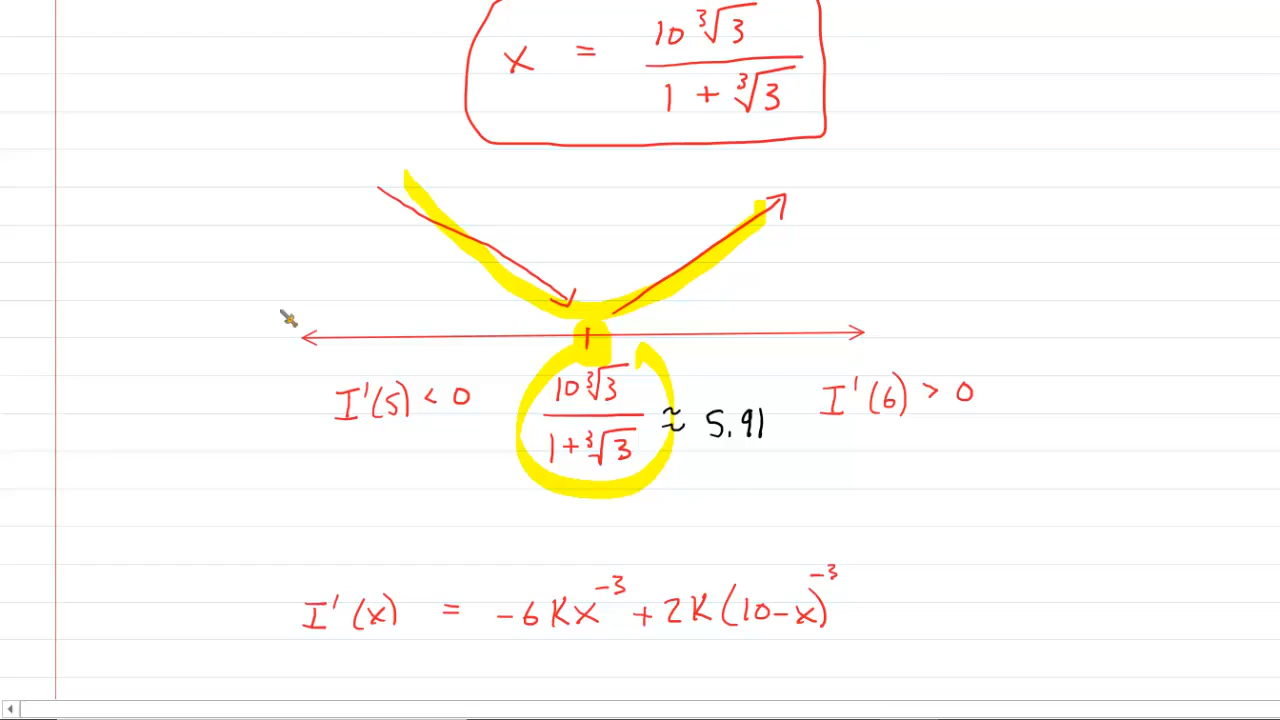 x = 10∛3 / 1 + ∛3
I'(5) < 0
10∛3 / 1+∛3 ≈ 5.91
I'(6) > 0
I'(x) = -6Kx⁻³ + 2K(10-x)⁻³